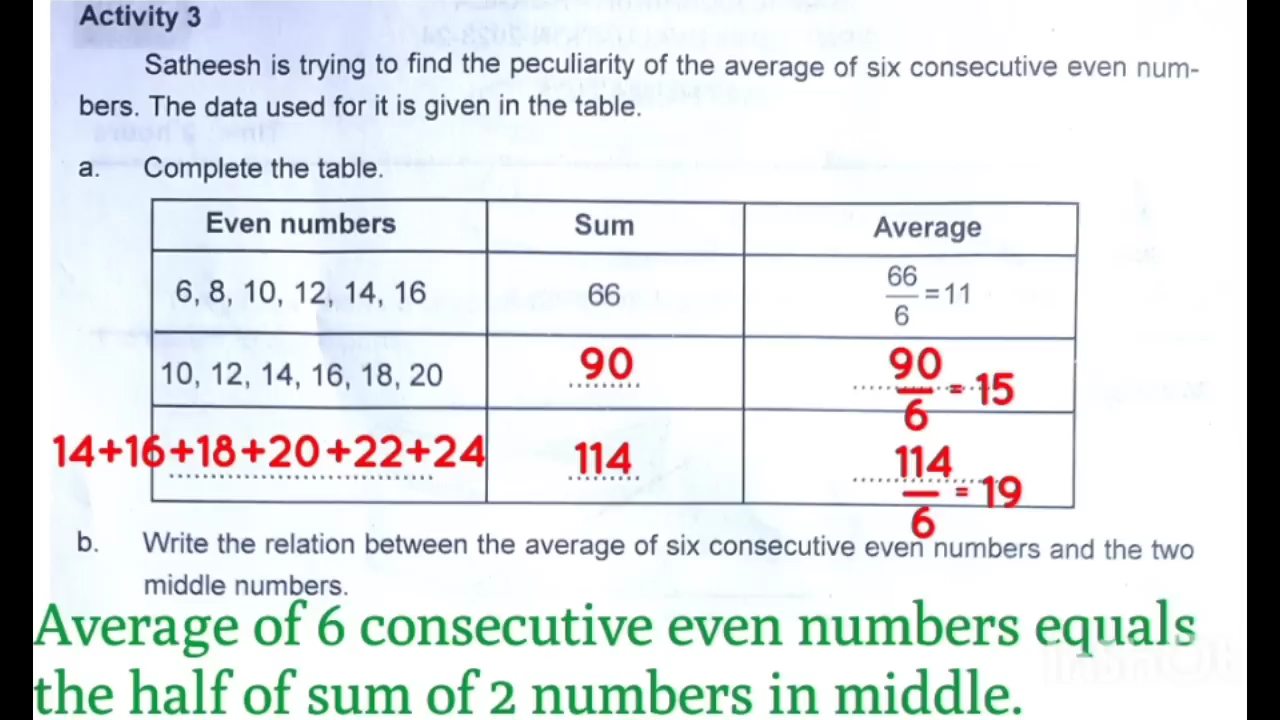 Activity 3
Satheesh is trying to find the peculiarity of the average of six consecutive even num-
bers. The data used for it is given in the table.
a. Complete the table.
Even numbers Sum Average
6, 8, 10, 12, 14, 16 66 66/6 = 11
10, 12, 14, 16, 18, 20 90 90/6 = 15
14+16+18+20+22+24 114 114/6 = 19
b. Write the relation between the average of six consecutive even numbers and the two
middle numbers.
Average of 6 consecutive even numbers equals
the half of sum of 2 numbers in middle.